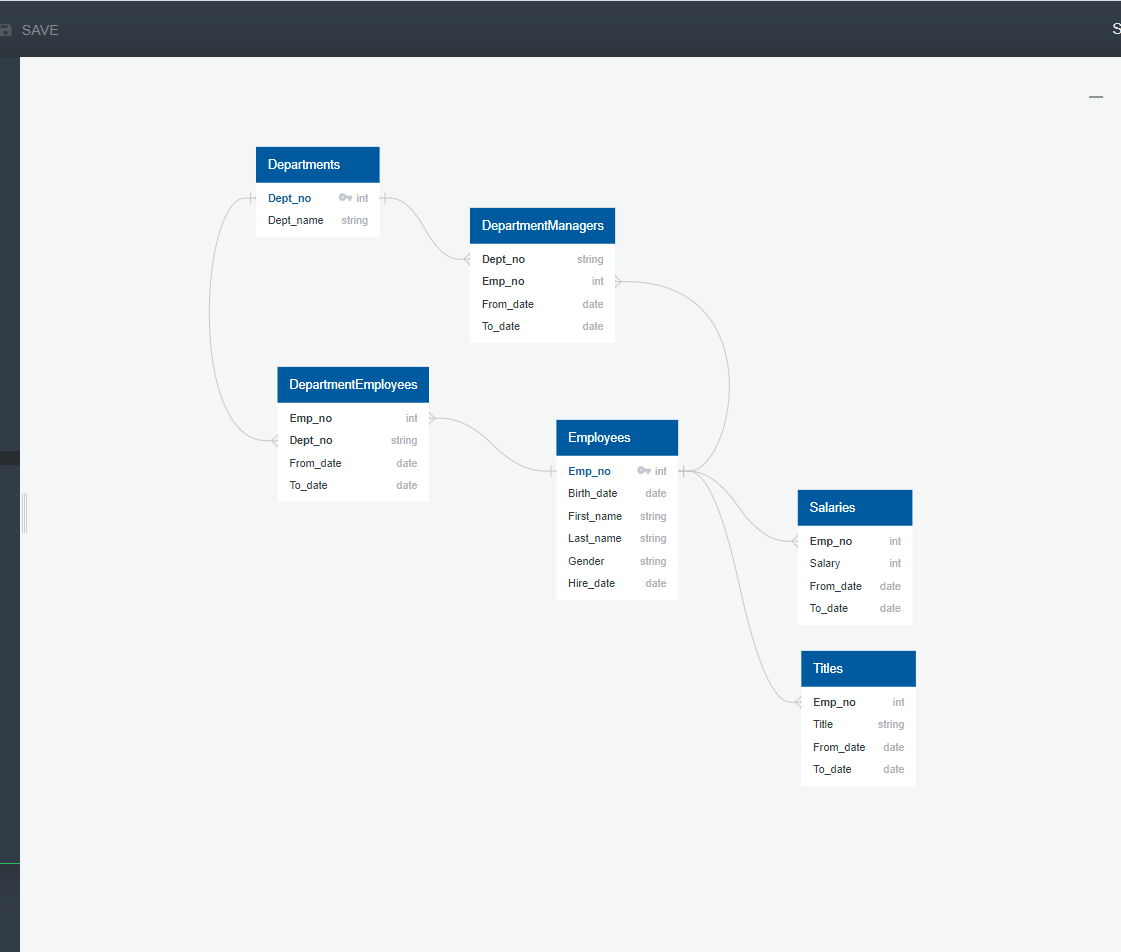 SAVE
S
Departments
Dept_no int
Dept_name string
DepartmentManagers
Dept_no string
Emp_no int
From_date date
To_date date
DepartmentEmployees
Emp_no int
Dept_no string
From_date date
To_date date
Employees
Emp_no int
Birth_date date
First_name string
Last_name string
Gender string
Hire_date date
Salaries
Emp_no int
Salary int
From_date date
To_date date
Titles
Emp_no int
Title string
From_date date
To_date date